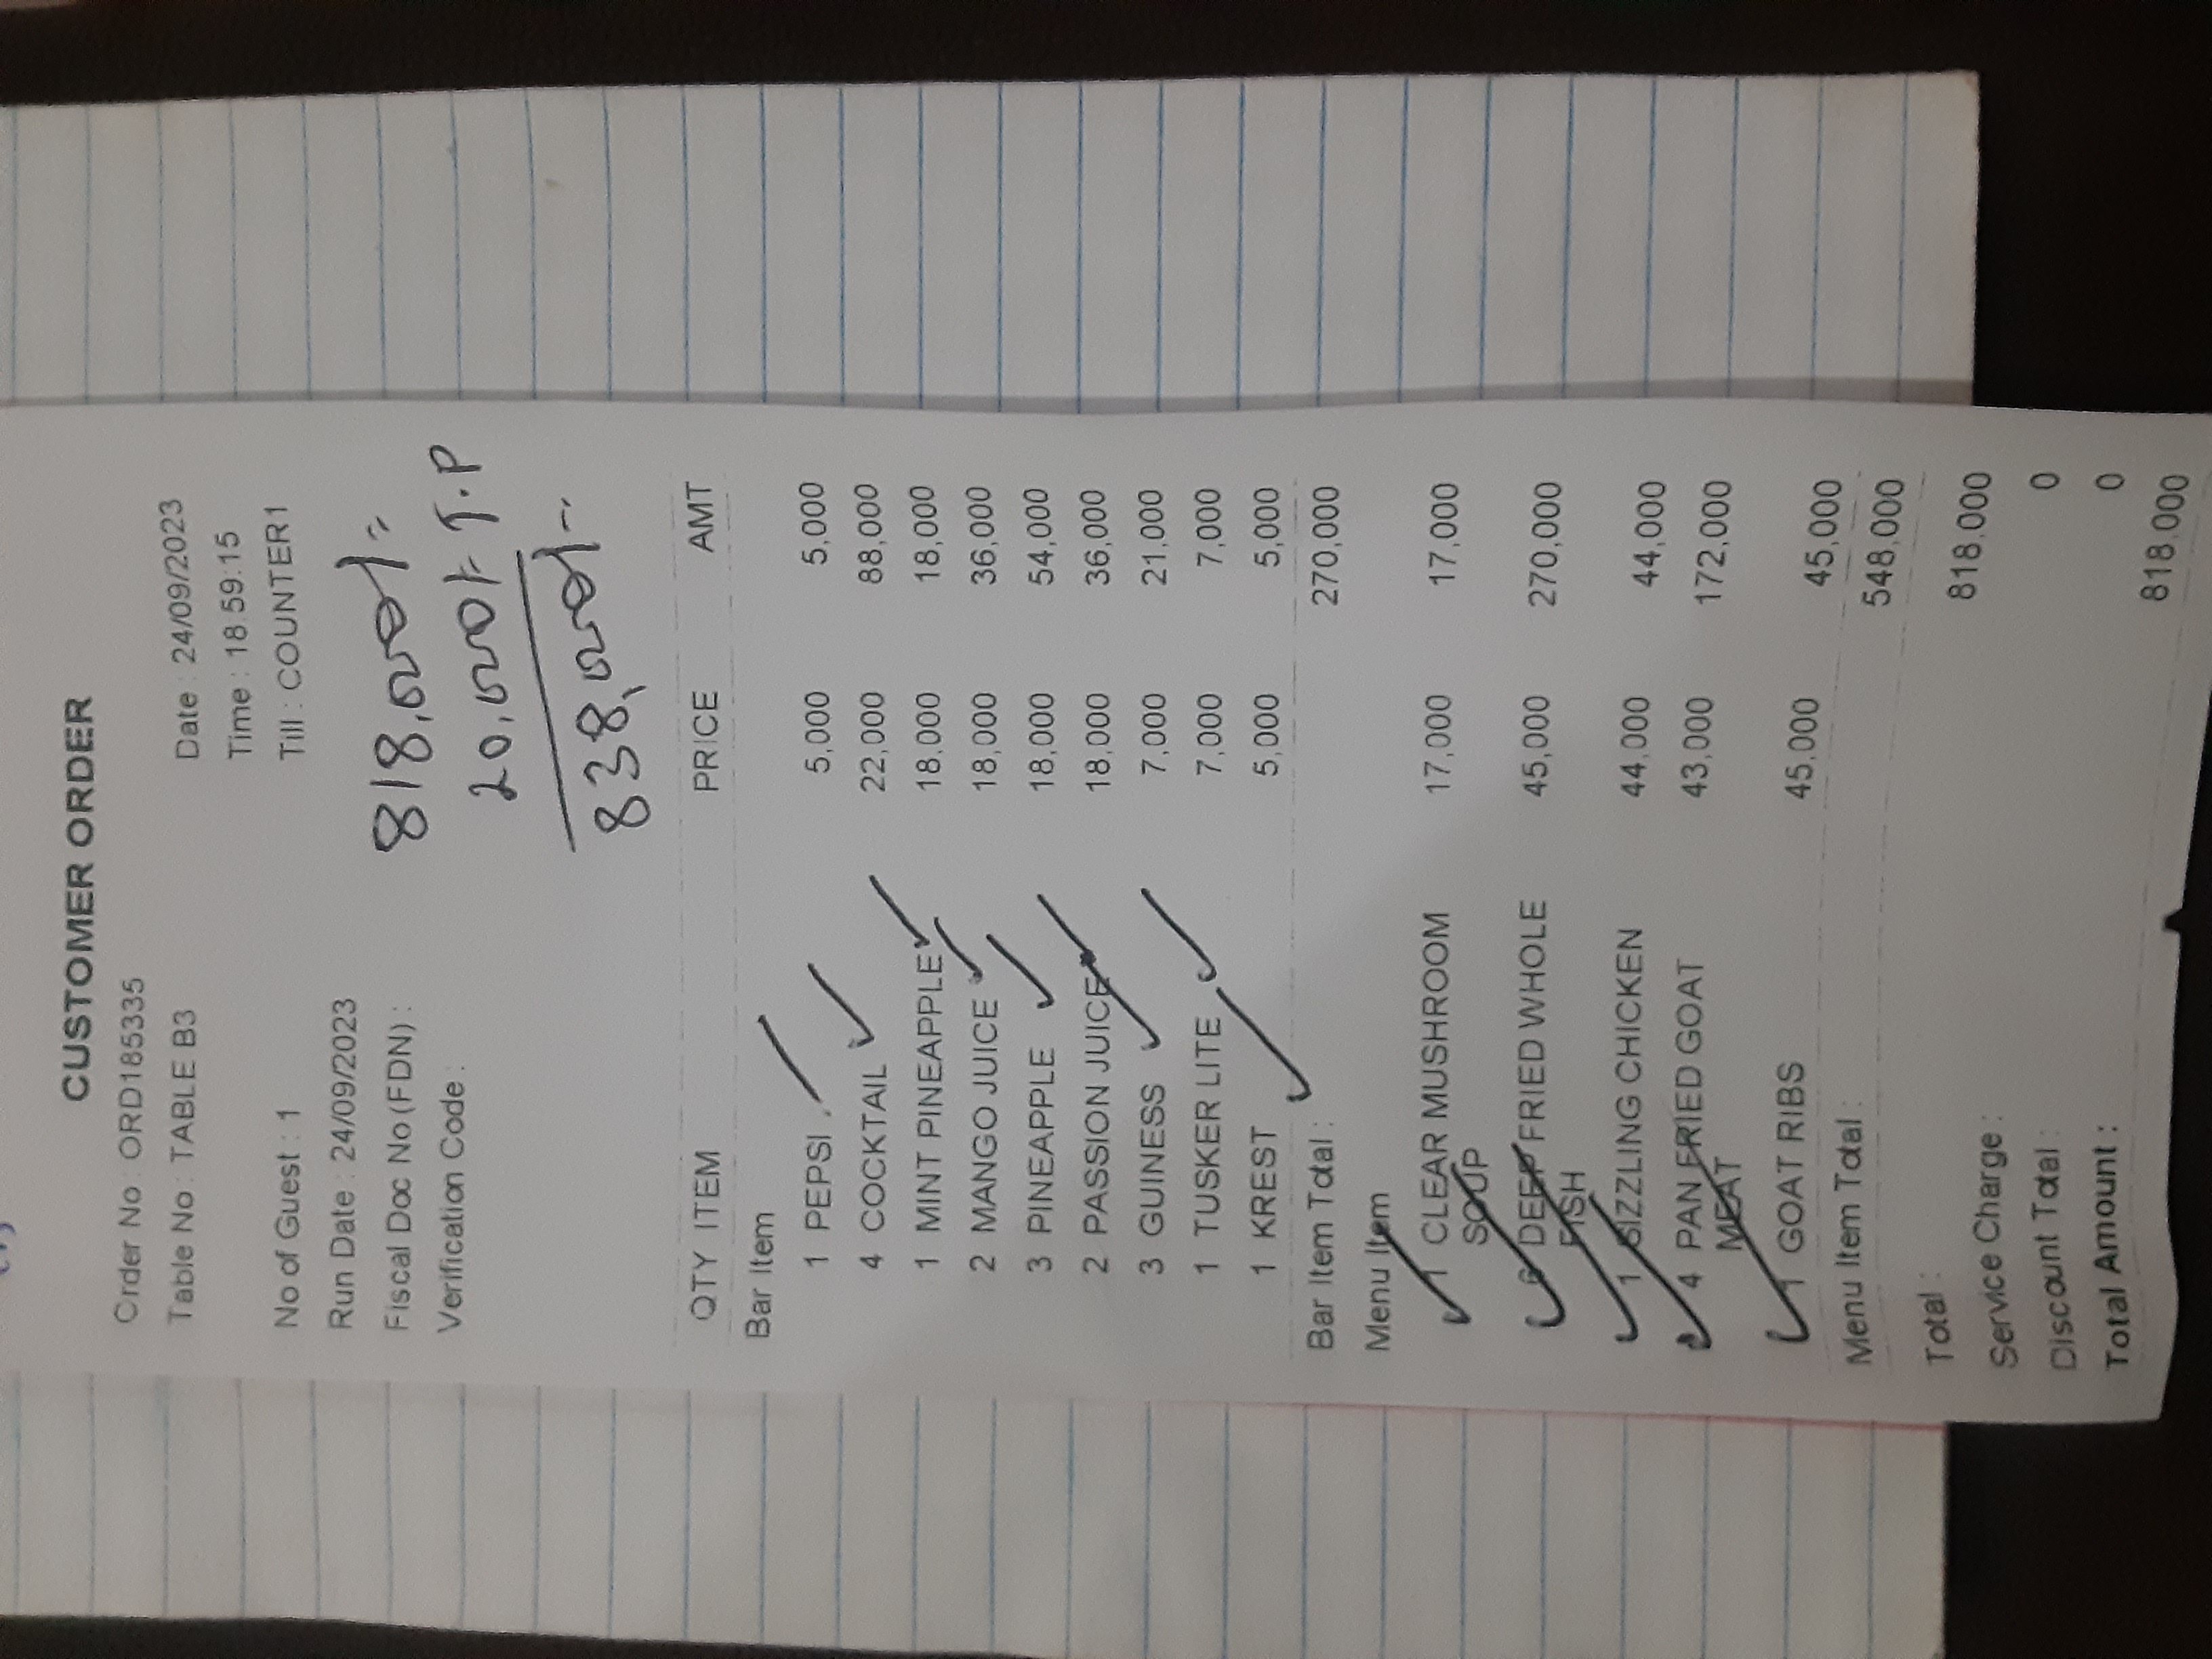 CUSTOMER ORDER
Order No : ORD185335
Table No : TABLE B3
Date : 24/09/2023
Time : 18:59:15
No of Guest : 1
Till : COUNTER1
Run Date : 24/09/2023
Fiscal Doc No (FDN) :
Verification Code :
818,000/=
20,000/= T.P
838,000/=
QTY ITEM PRICE AMT
Bar Item
1 PEPSI 5,000 5,000
4 COCKTAIL 22,000 88,000
1 MINT PINEAPPLE 18,000 18,000
2 MANGO JUICE 18,000 36,000
3 PINEAPPLE 18,000 54,000
2 PASSION JUICE 18,000 36,000
3 GUINESS 7,000 21,000
1 TUSKER LITE 7,000 7,000
1 KREST 5,000 5,000
Bar Item Total : 270,000
Menu Item
1 CLEAR MUSHROOM 17,000 17,000
SOUP
6 DEEP FRIED WHOLE 45,000 270,000
FISH
1 SIZZLING CHICKEN 44,000 44,000
4 PAN FRIED GOAT 43,000 172,000
MEAT
1 GOAT RIBS 45,000 45,000
Menu Item Total : 548,000
Total : 818,000
Service Charge : 0
Discount Total : 0
Total Amount : 818,000